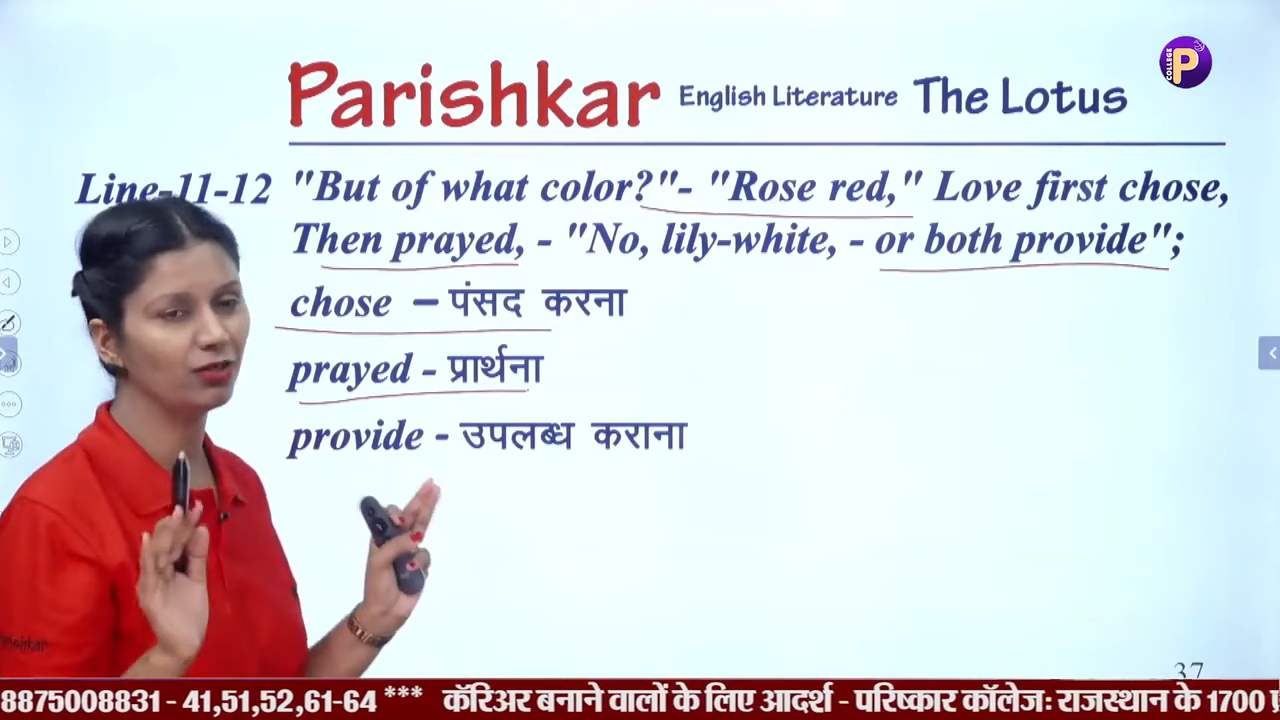 COLLEGE P
Parishkar English Literature The Lotus
Line-11-12 "But of what color?"- "Rose red," Love first chose,
Then prayed, - "No, lily-white, - or both provide";
chose – पंसद करना
prayed - प्रार्थना
provide - उपलब्ध कराना
37
8875008831 - 41,51,52,61-64 *** कॅरिअर बनाने वालों के लिए आदर्श - परिष्कार कॉलेजः राजस्थान के 1700